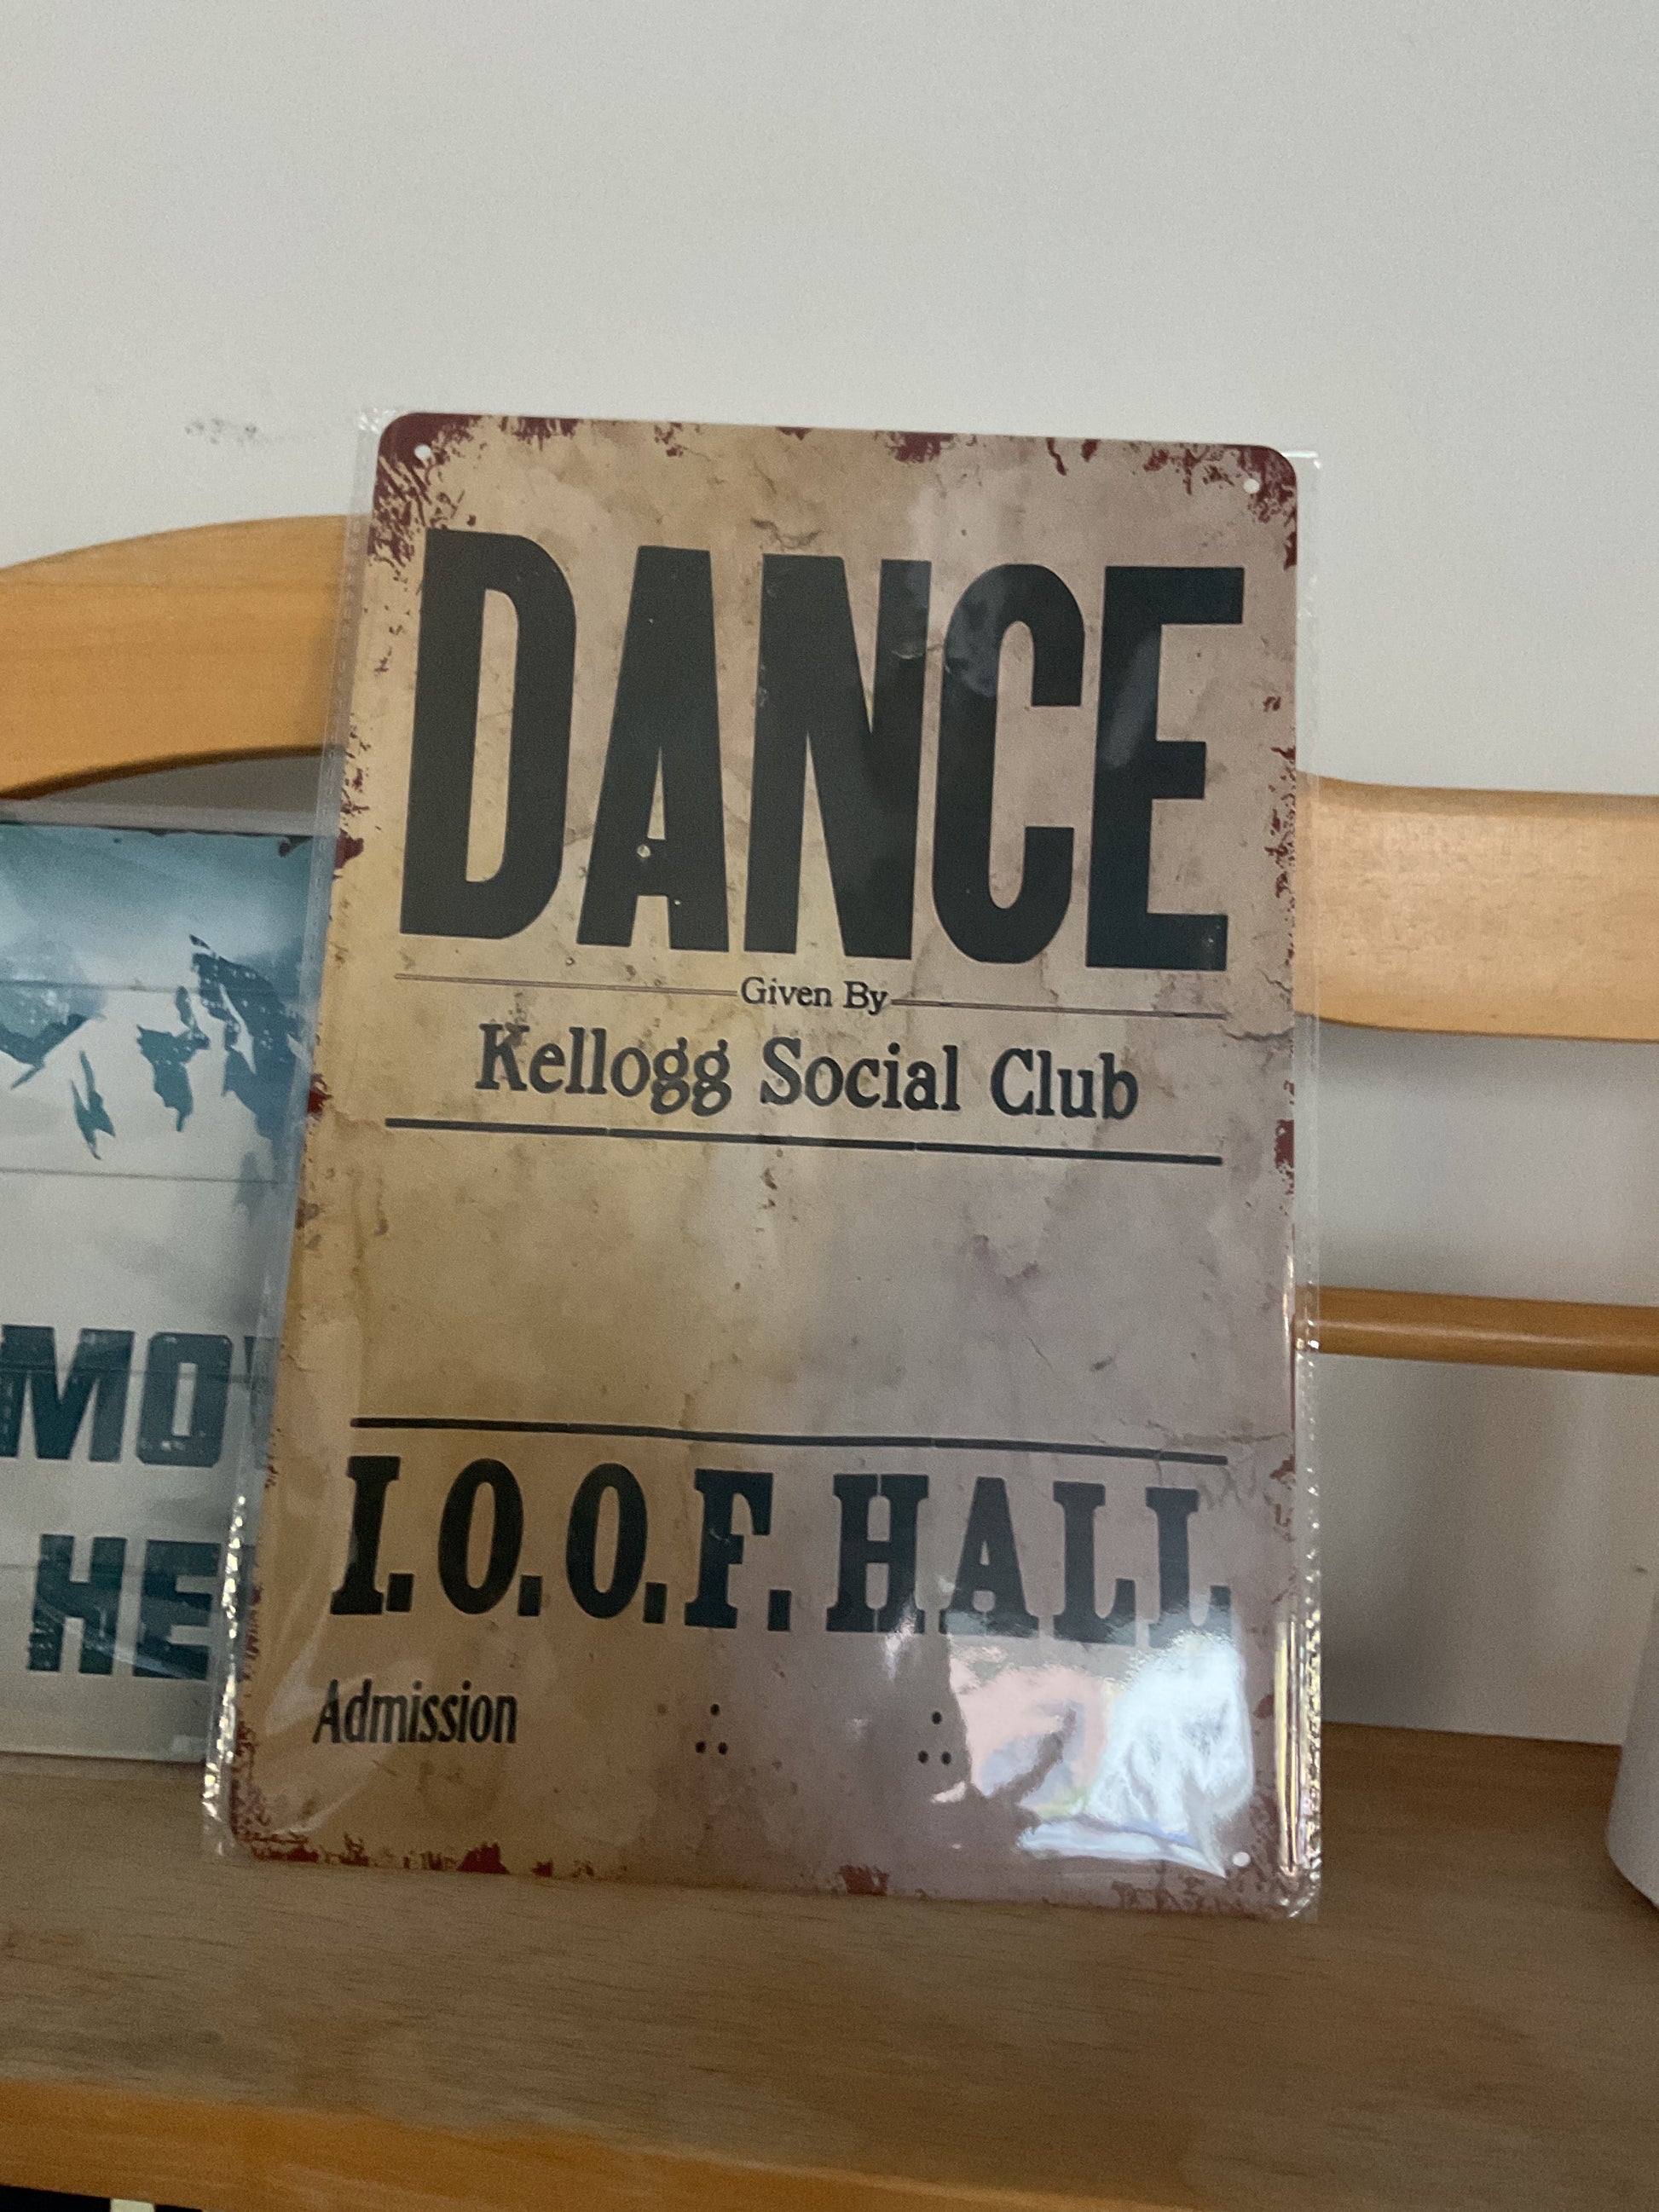 DANCE
Given By
Kellogg Social Club
I.O.O.F. HALL
Admission
MO
HE